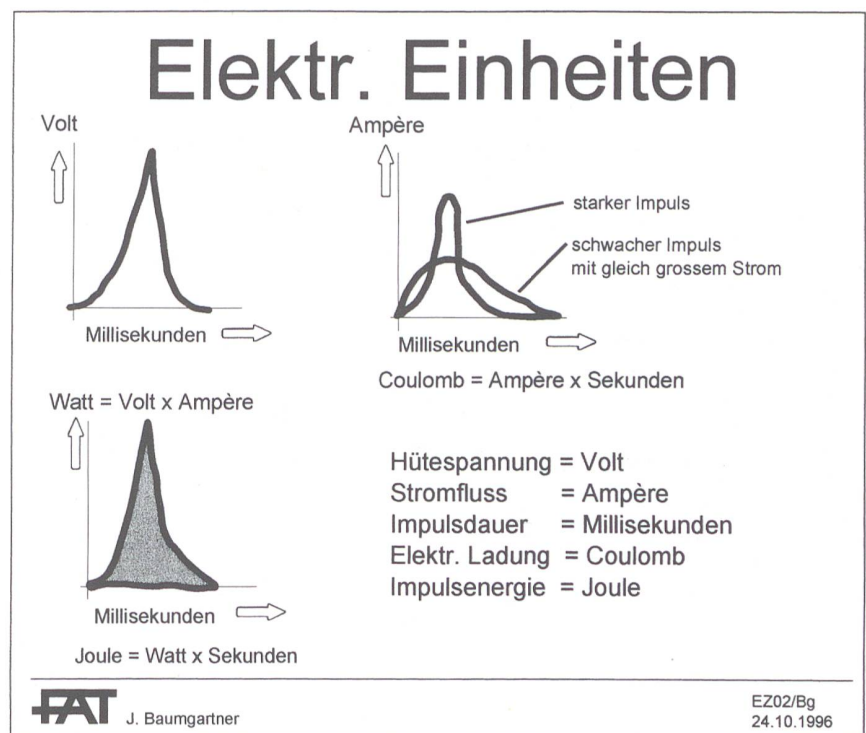 Elektr. Einheiten
Volt
Millisekunden
Ampère
starker Impuls
schwacher Impuls
mit gleich grossem Strom
Millisekunden
Coulomb = Ampère x Sekunden
Watt = Volt x Ampère
Millisekunden
Joule = Watt x Sekunden
Hütespannung = Volt
Stromfluss = Ampère
Impulsdauer = Millisekunden
Elektr. Ladung = Coulomb
Impulsenergie = Joule
FAT J. Baumgartner
EZ02/Bg
24.10.1996